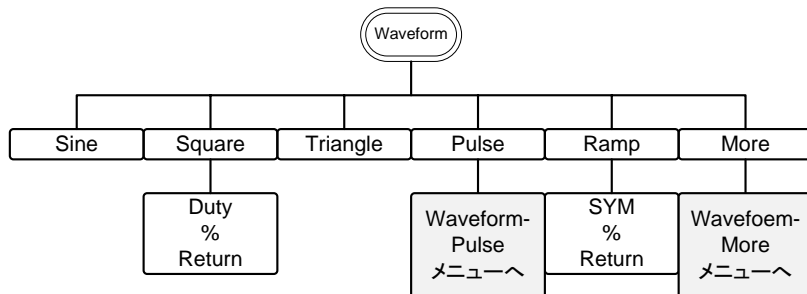 Waveform
Sine
Square
Triangle
Pulse
Ramp
More
Duty
%
Return
Waveform-
Pulse
メニューへ
SYM
%
Return
Wavefoem-
More
メニューへ